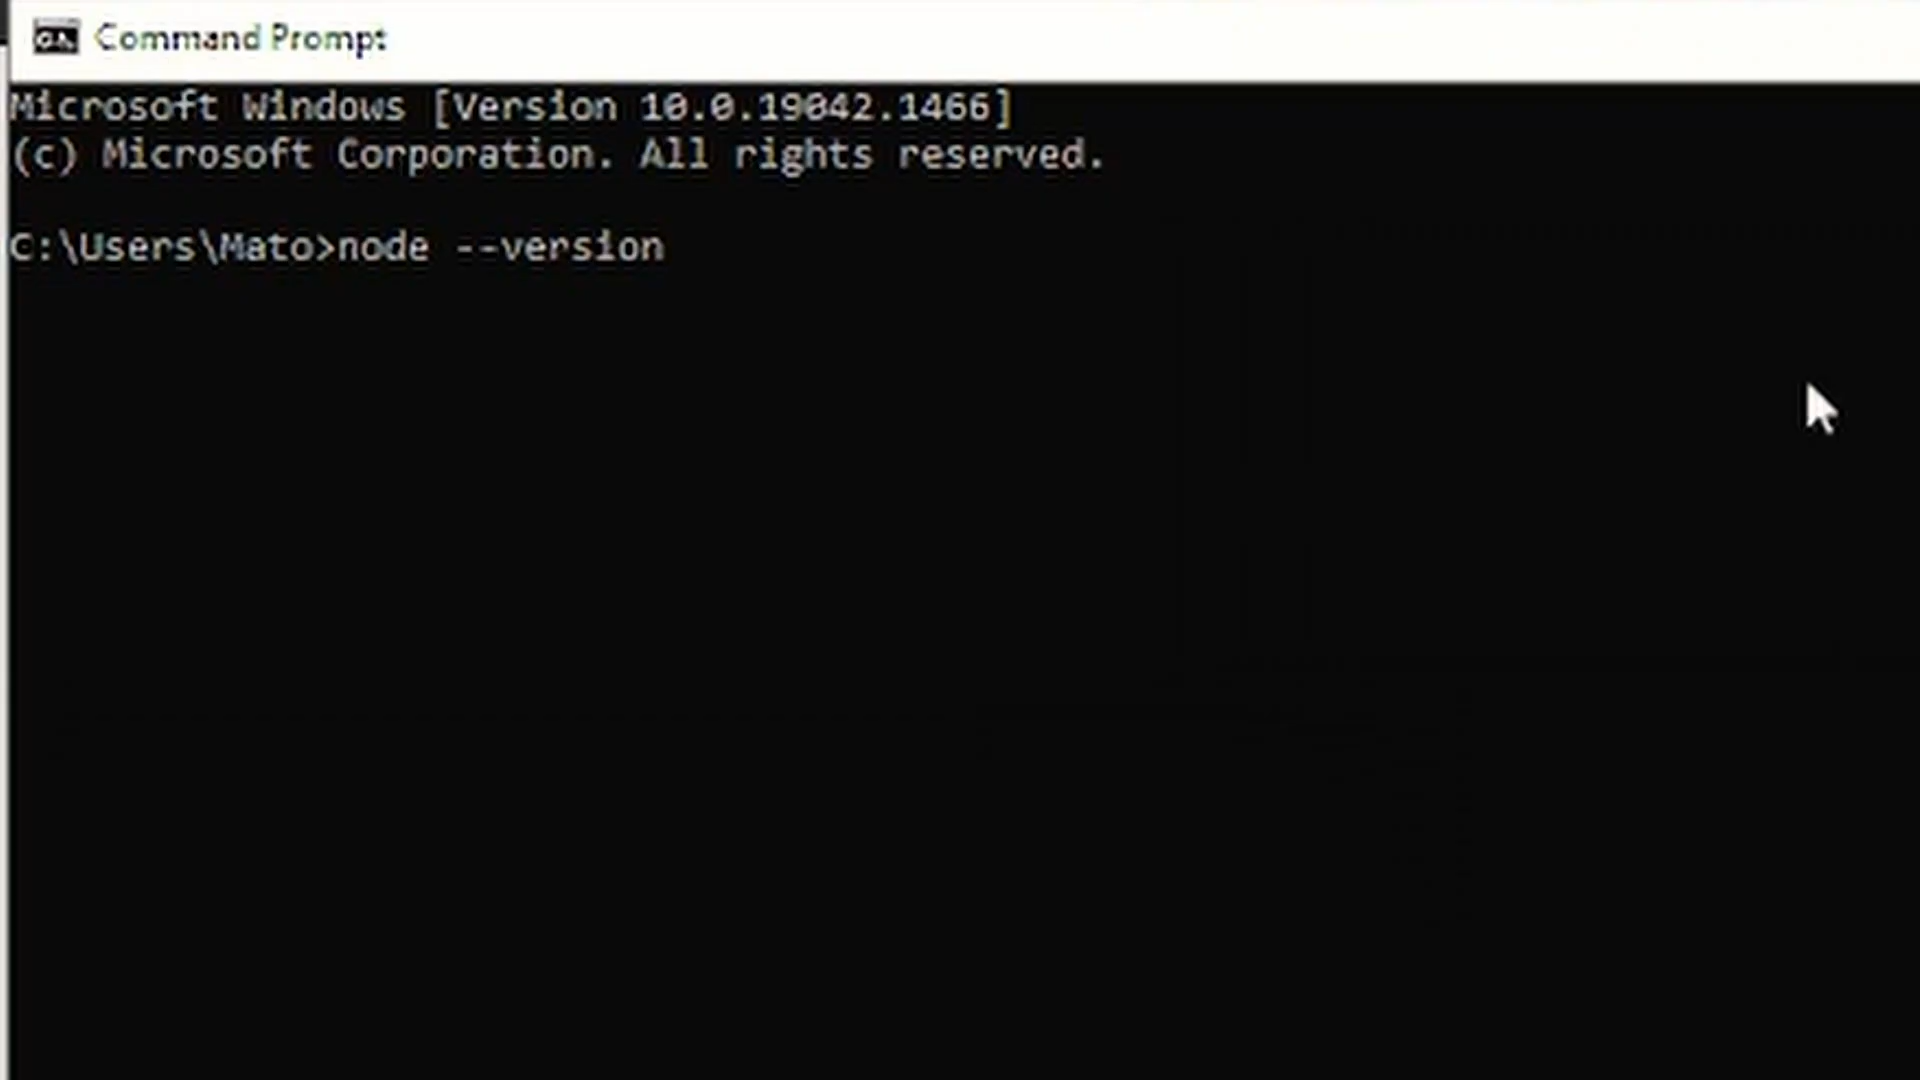 Command Prompt
Microsoft Windows [Version 10.0.19042.1466]
(c) Microsoft Corporation. All rights reserved.
C:\Users\Mato>node --version